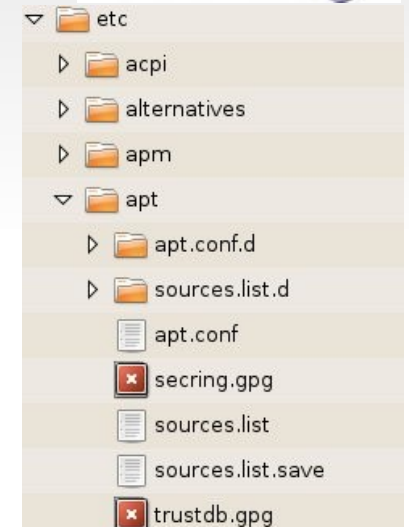 etc
acpi
alternatives
apm
apt
apt.conf.d
sources.list.d
apt.conf
secring.gpg
sources.list
sources.list.save
trustdb.gpg